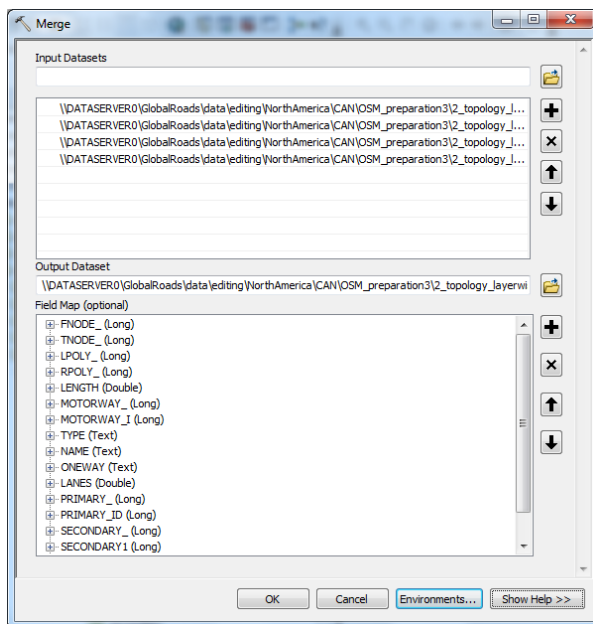 Merge
Input Datasets
\\DATASERVER0\GlobalRoads\data\editing\NorthAmerica\CAN\OSM_preparation3\2_topology_l...
\\DATASERVER0\GlobalRoads\data\editing\NorthAmerica\CAN\OSM_preparation3\2_topology_l...
\\DATASERVER0\GlobalRoads\data\editing\NorthAmerica\CAN\OSM_preparation3\2_topology_l...
\\DATASERVER0\GlobalRoads\data\editing\NorthAmerica\CAN\OSM_preparation3\2_topology_l...
Output Dataset
\\DATASERVER0\GlobalRoads\data\editing\NorthAmerica\CAN\OSM_preparation3\2_topology_layerwi
Field Map (optional)
FNODE_ (Long)
TNODE_ (Long)
LPOLY_ (Long)
RPOLY_ (Long)
LENGTH (Double)
MOTORWAY_ (Long)
MOTORWAY_I (Long)
TYPE (Text)
NAME (Text)
ONEWAY (Text)
LANES (Double)
PRIMARY_ (Long)
PRIMARY_ID (Long)
SECONDARY_ (Long)
SECONDARY1 (Long)
OK Cancel Environments... Show Help >>